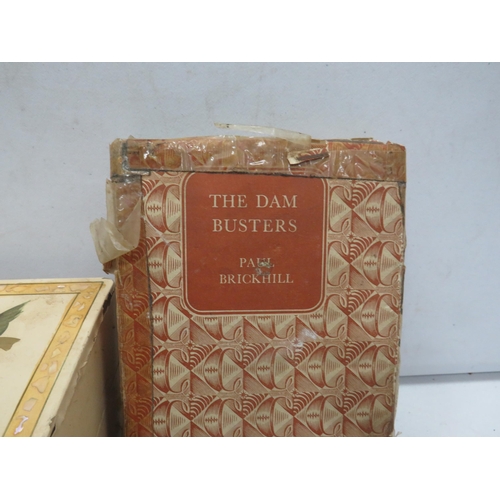 THE DAM
BUSTERS
PAUL
BRICKHILL